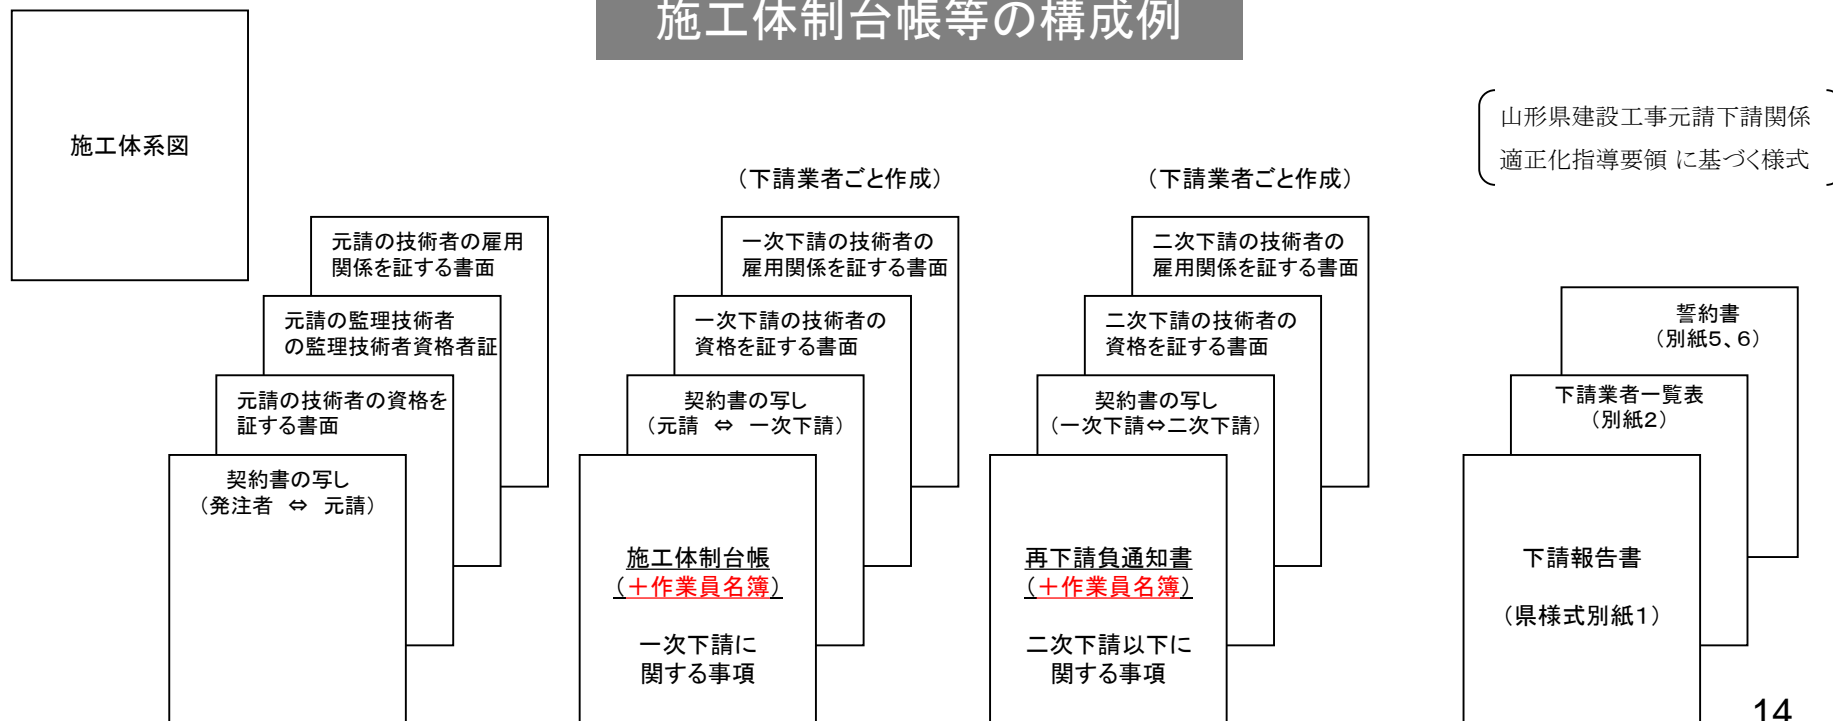 施工体制台帳等の構成例
施工体系図
山形県建設工事元請下請関係
適正化指導要領 に基づく様式
（下請業者ごと作成）
（下請業者ごと作成）
元請の技術者の雇用
関係を証する書面
元請の監理技術者
の監理技術者資格者証
元請の技術者の資格を
証する書面
契約書の写し
（発注者 ⇔ 元請）
一次下請の技術者の
雇用関係を証する書面
一次下請の技術者の
資格を証する書面
契約書の写し
（元請 ⇔ 一次下請）
施工体制台帳
（＋作業員名簿）
一次下請に
関する事項
二次下請の技術者の
雇用関係を証する書面
二次下請の技術者の
資格を証する書面
契約書の写し
（一次下請⇔二次下請）
再下請負通知書
（＋作業員名簿）
二次下請以下に
関する事項
誓約書
（別紙５、６）
下請業者一覧表
（別紙２）
下請報告書
（県様式別紙１）
14